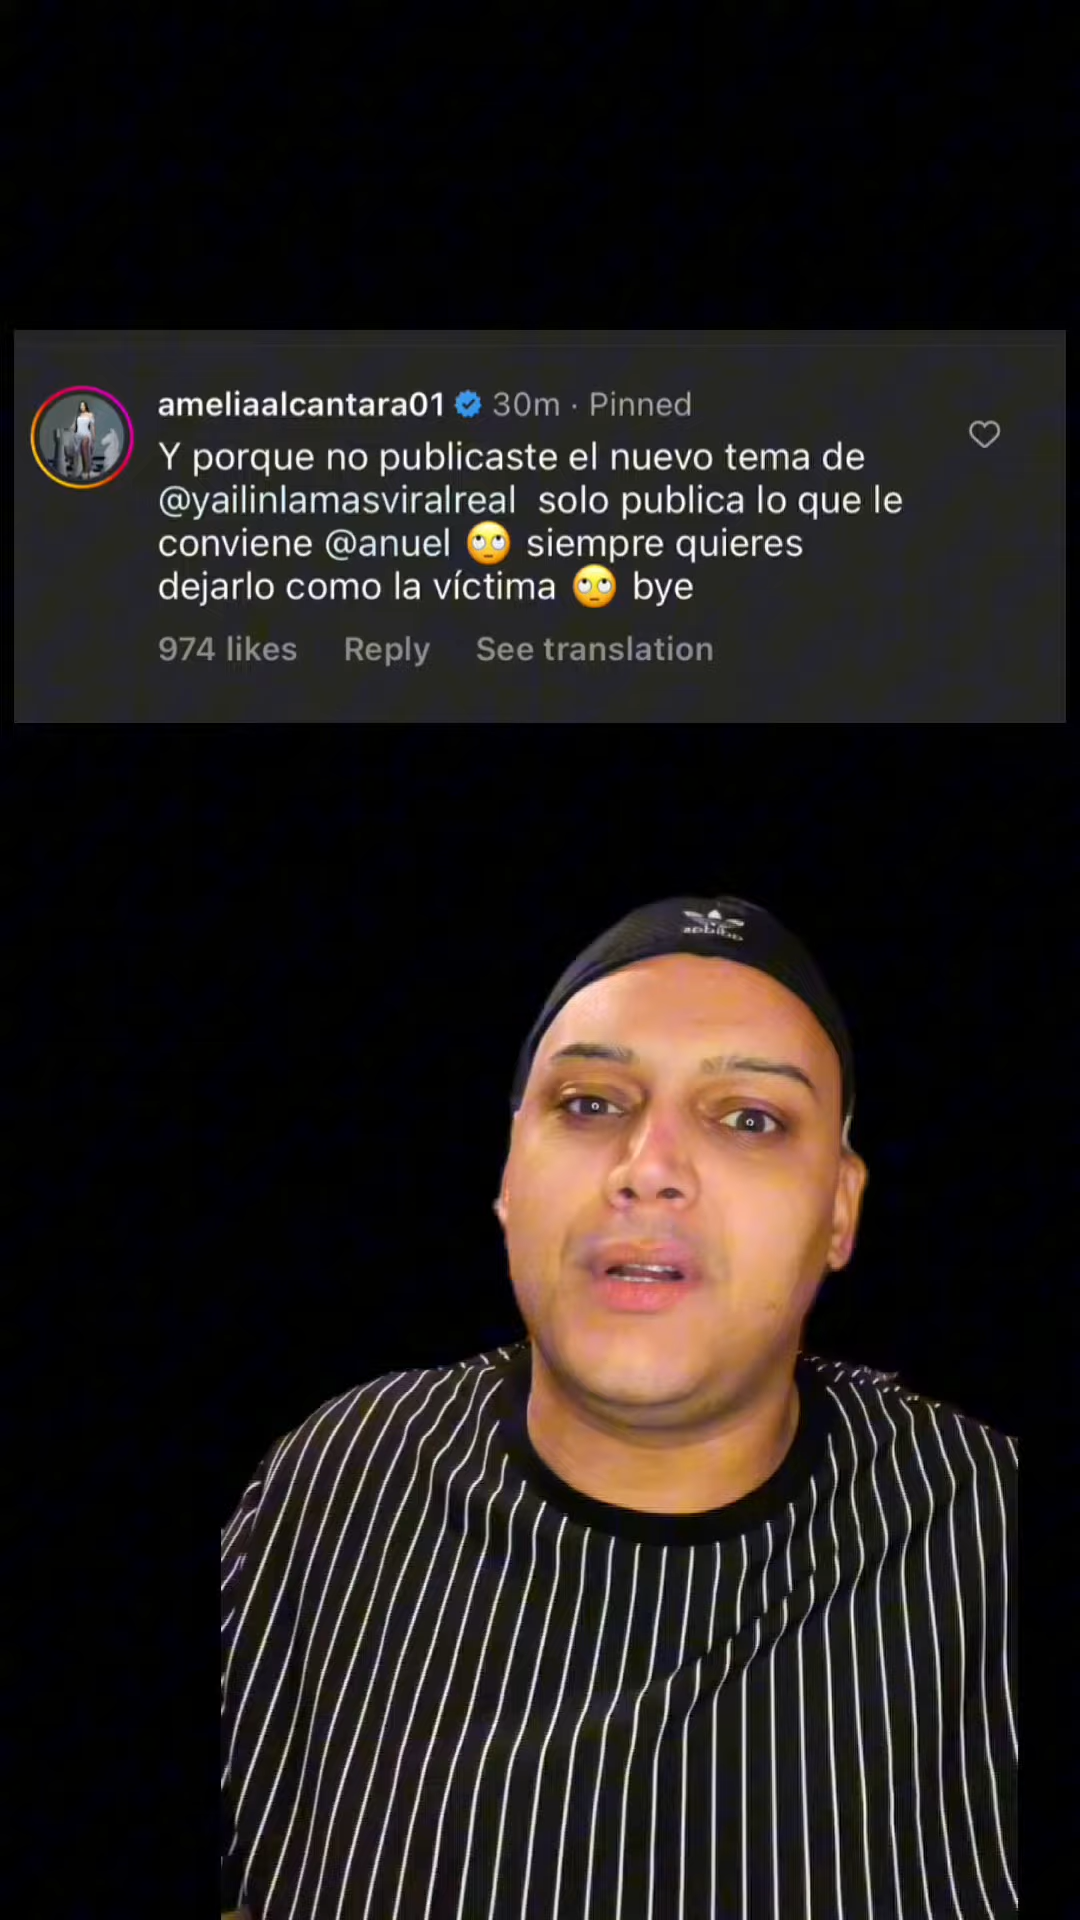 ameliaalcantara01 30m · Pinned
Y porque no publicaste el nuevo tema de
@yailinlamasviralreal solo publica lo que le
conviene @anuel 🙄 siempre quieres
dejarlo como la víctima 🙄 bye
974 likes Reply See translation
adidas